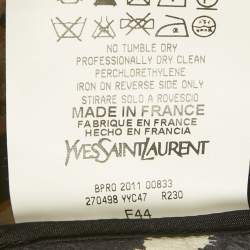 NO TUMBLE DRY
PROFESSIONALLY DRY CLEAN
PERCHLORETHYLENE
IRON ON REVERSE SIDE ONLY
STIRARE SOLO A ROVESCIO
MADE IN FRANCE
FABRIQUE EN FRANCE
HECHO EN FRANCIA
YVESSAINTLAURENT
BPRO 2011 00833
270498 YYC47 R230
F44